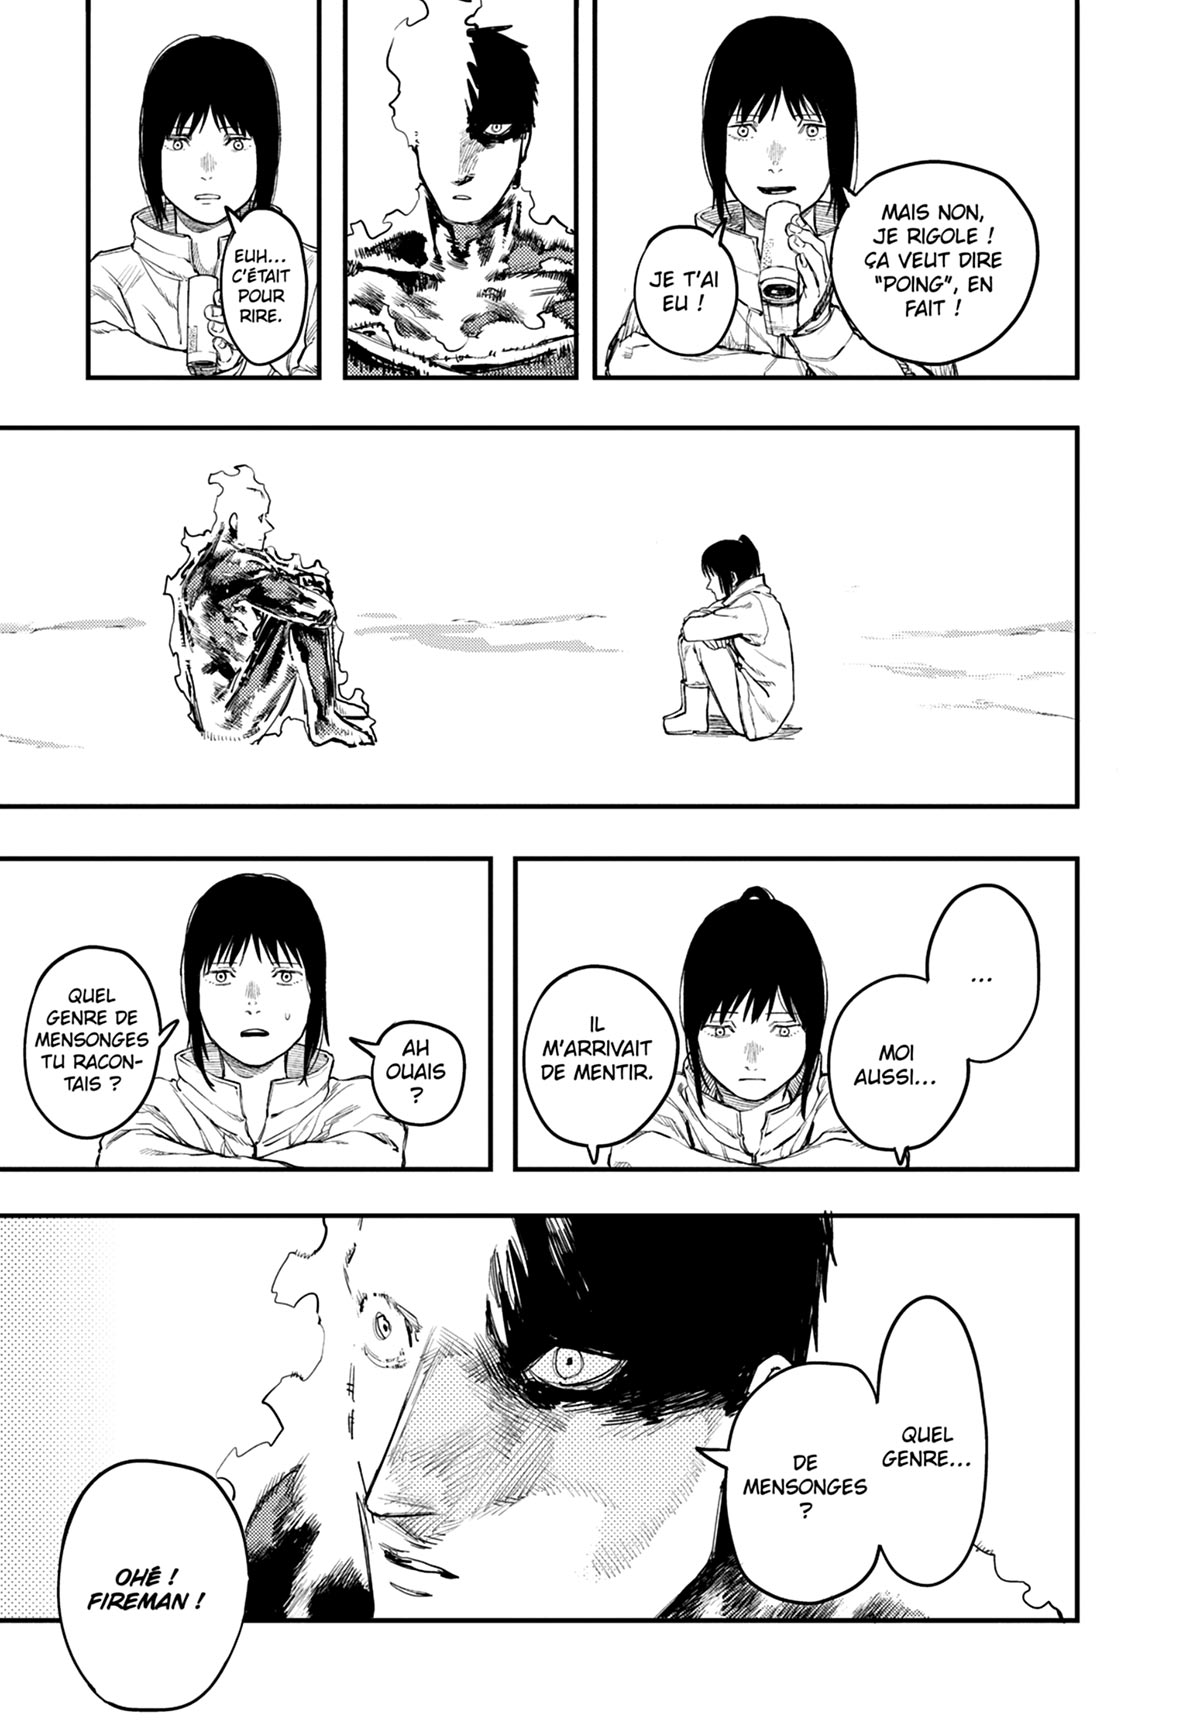 MAIS NON,
JE RIGOLE !
ÇA VEUT DIRE
"POING", EN
FAIT !
JE T'AI
EU !
EUH...
C'ÉTAIT
POUR
RIRE.
...
MOI
AUSSI...
IL
M'ARRIVAIT
DE MENTIR.
AH
OUAIS
?
QUEL
GENRE DE
MENSONGES
TU RACON-
TAIS ?
QUEL
GENRE...
DE
MENSONGES
?
OHÉ !
FIREMAN !